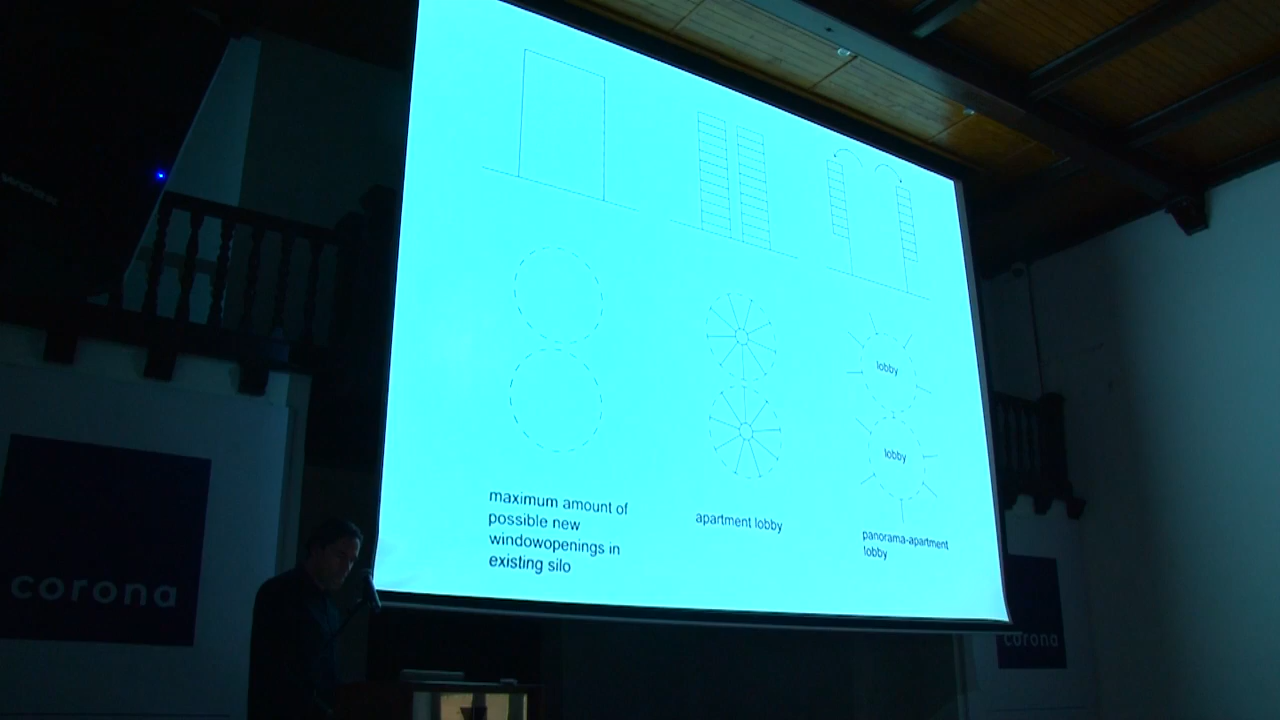 lobby
lobby
maximum amount of
possible new
windowopenings in
existing silo
apartment lobby
panorama-apartment
lobby
corona
corona